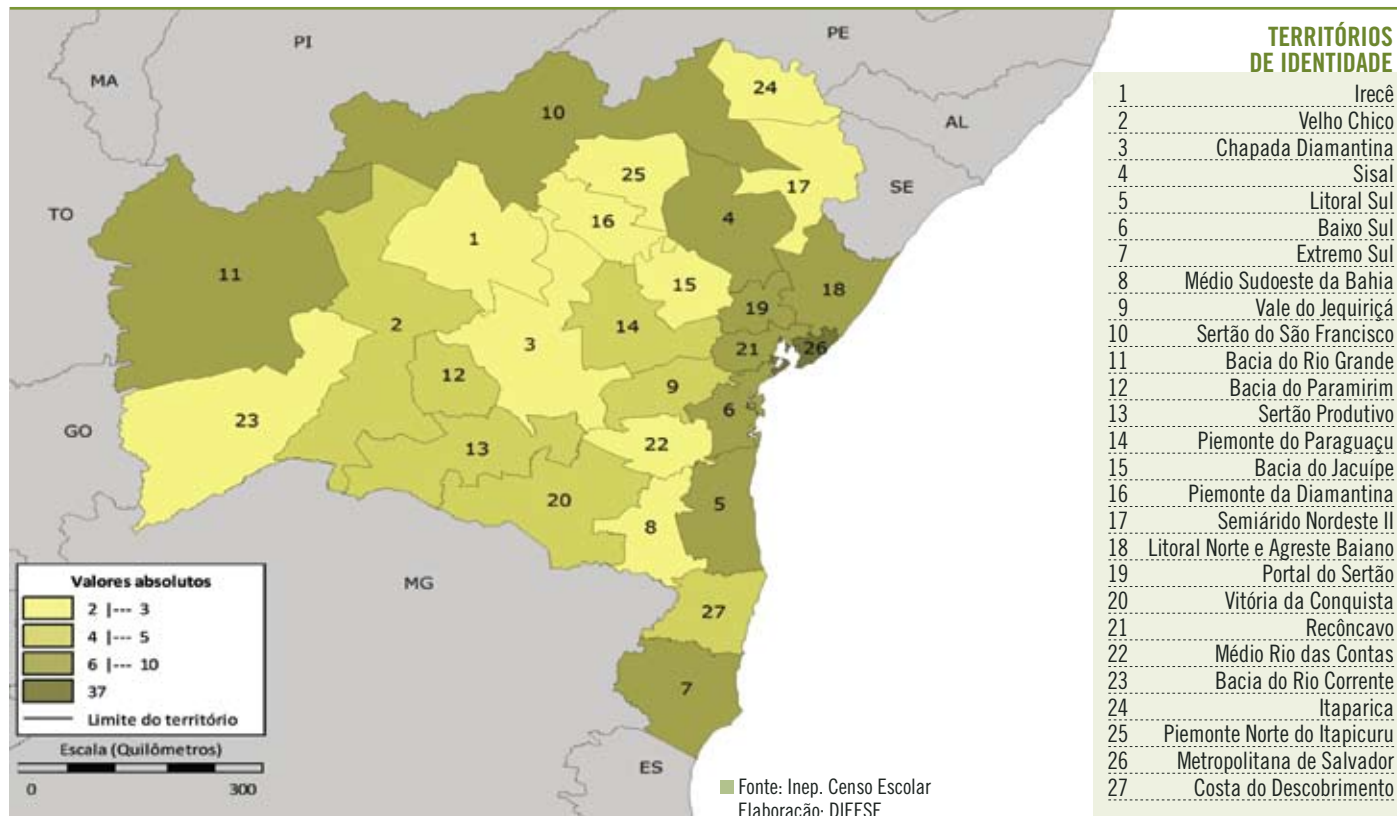 PI
PE
MA
AL
SE
TO
GO
MG
ES
24
10
25
17
16
4
1
11
15
18
19
2
14
3
21
26
12
9
6
23
22
13
20
5
8
27
7
Valores absolutos
2 |--- 3
4 |--- 5
6 |--- 10
37
Limite do território
Escala (Quilômetros)
0 300
Fonte: Inep. Censo Escolar
Elaboração: DIEESE
TERRITÓRIOS
DE IDENTIDADE
1 Irecê
2 Velho Chico
3 Chapada Diamantina
4 Sisal
5 Litoral Sul
6 Baixo Sul
7 Extremo Sul
8 Médio Sudoeste da Bahia
9 Vale do Jequiriçá
10 Sertão do São Francisco
11 Bacia do Rio Grande
12 Bacia do Paramirim
13 Sertão Produtivo
14 Piemonte do Paraguaçu
15 Bacia do Jacuípe
16 Piemonte da Diamantina
17 Semiárido Nordeste II
18 Litoral Norte e Agreste Baiano
19 Portal do Sertão
20 Vitória da Conquista
21 Recôncavo
22 Médio Rio das Contas
23 Bacia do Rio Corrente
24 Itaparica
25 Piemonte Norte do Itapicuru
26 Metropolitana de Salvador
27 Costa do Descobrimento